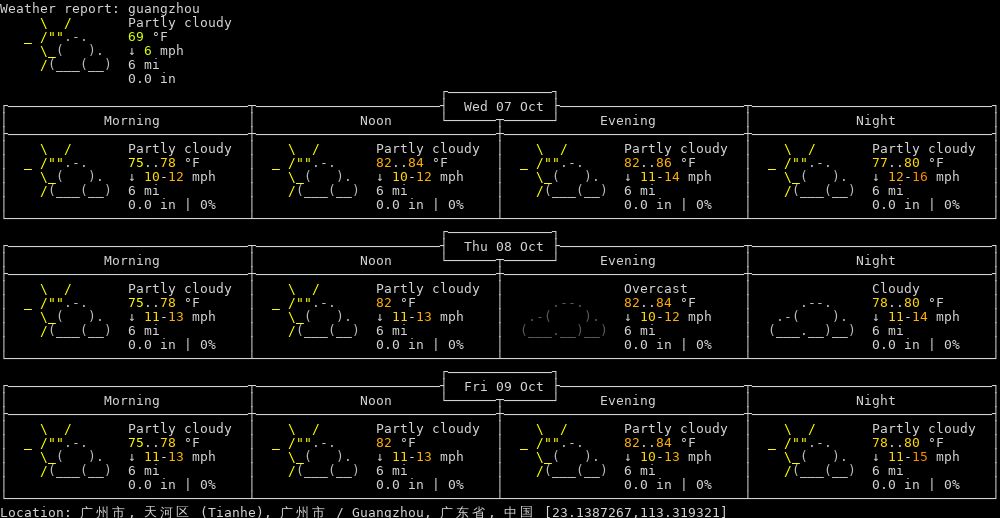 Weather report: guangzhou
Partly cloudy
69 °F
↓ 6 mph
6 mi
0.0 in
Wed 07 Oct
Morning Noon Evening Night
Partly cloudy Partly cloudy Partly cloudy Partly cloudy
75..78 °F 82..84 °F 82..86 °F 77..80 °F
↓ 10-12 mph ↓ 10-12 mph ↓ 11-14 mph ↓ 12-16 mph
6 mi 6 mi 6 mi 6 mi
0.0 in | 0% 0.0 in | 0% 0.0 in | 0% 0.0 in | 0%
Thu 08 Oct
Morning Noon Evening Night
Partly cloudy Partly cloudy Overcast Cloudy
75..78 °F 82 °F 82..84 °F 78..80 °F
↓ 11-13 mph ↓ 11-13 mph ↓ 10-12 mph ↓ 11-14 mph
6 mi 6 mi 6 mi 6 mi
0.0 in | 0% 0.0 in | 0% 0.0 in | 0% 0.0 in | 0%
Fri 09 Oct
Morning Noon Evening Night
Partly cloudy Partly cloudy Partly cloudy Partly cloudy
75..78 °F 82 °F 82..84 °F 78..80 °F
↓ 11-13 mph ↓ 11-13 mph ↓ 10-13 mph ↓ 11-15 mph
6 mi 6 mi 6 mi 6 mi
0.0 in | 0% 0.0 in | 0% 0.0 in | 0% 0.0 in | 0%
Location: 广州市, 天河区 (Tianhe), 广州市 / Guangzhou, 广东省, 中国 [23.1387267,113.319321]